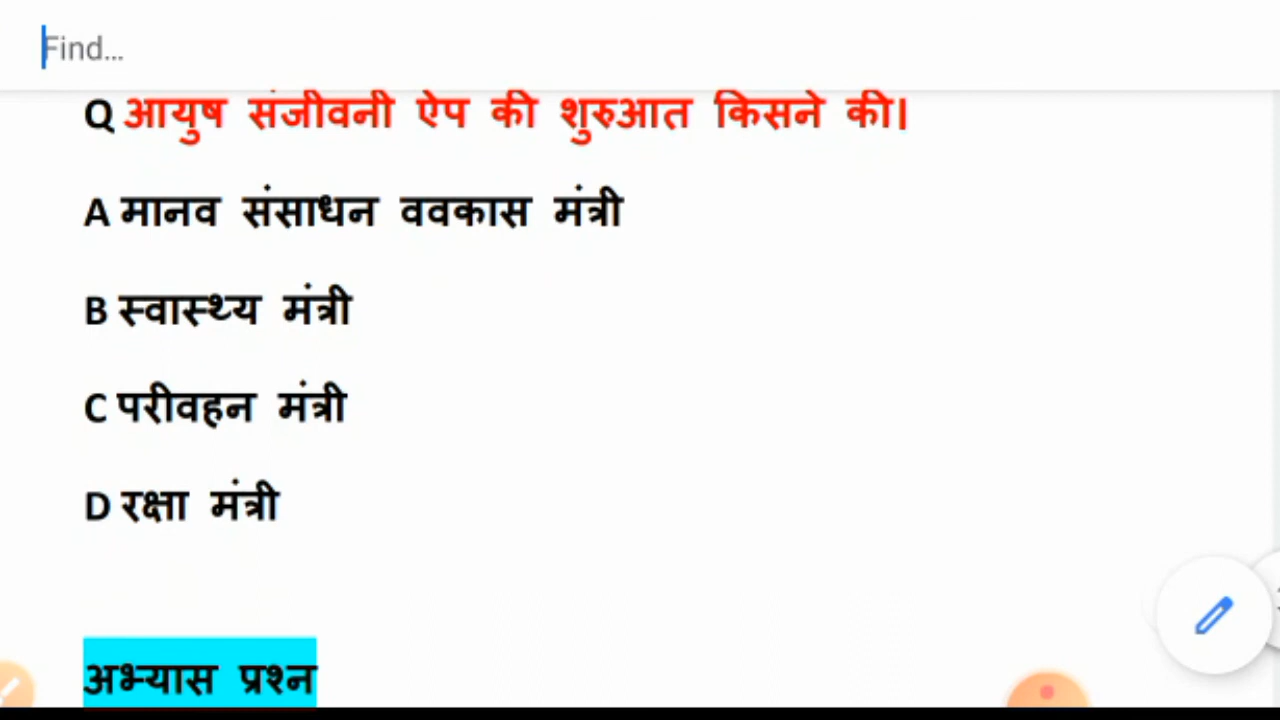 Find...
Q आयुष संजीवनी ऐप की शुरुआत किसने की।
A मानव संसाधन ववकास मंत्री
B स्वास्थ्य मंत्री
C परीवहन मंत्री
D रक्षा मंत्री
अभ्यास प्रश्न